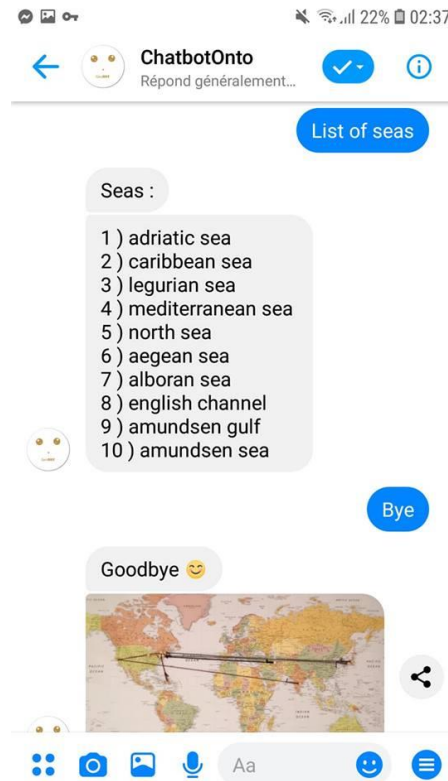 22% 02:37
ChatbotOnto
Répond généralement...
List of seas
Seas :
1 ) adriatic sea
2 ) caribbean sea
3 ) legurian sea
4 ) mediterranean sea
5 ) north sea
6 ) aegean sea
7 ) alboran sea
8 ) english channel
9 ) amundsen gulf
10 ) amundsen sea
Bye
Goodbye 😊
Aa